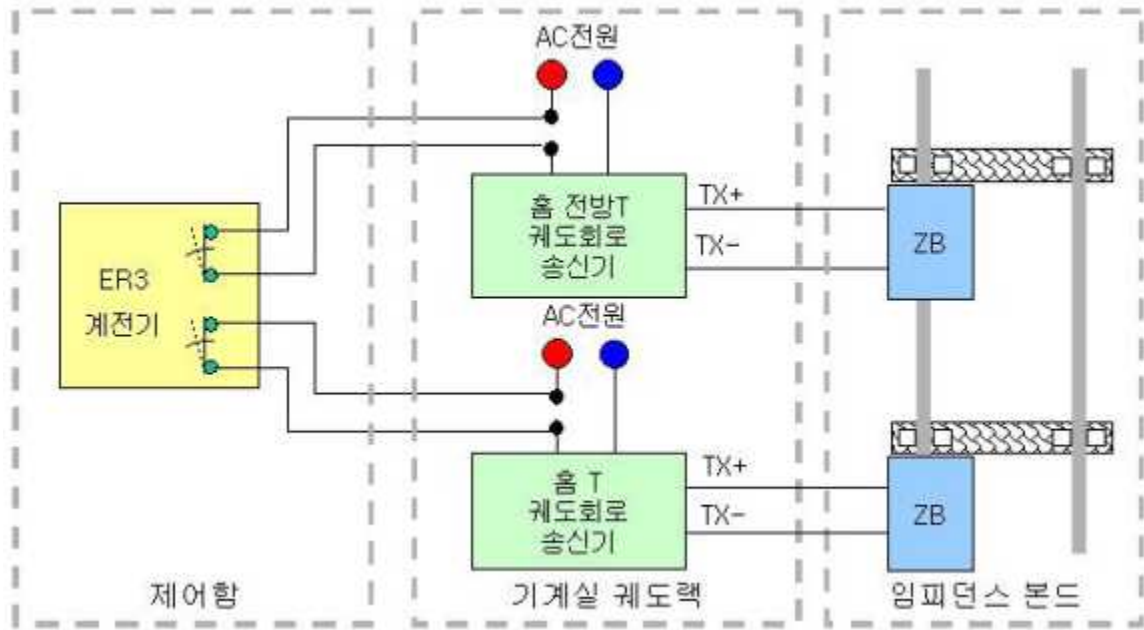 AC전원
홈 전방T
궤도회로
송신기
TX+
TX-
ZB
ER3
계전기
AC전원
홈 T
궤도회로
송신기
TX+
TX-
ZB
제어함
기계실 궤도랙
임피던스 본드